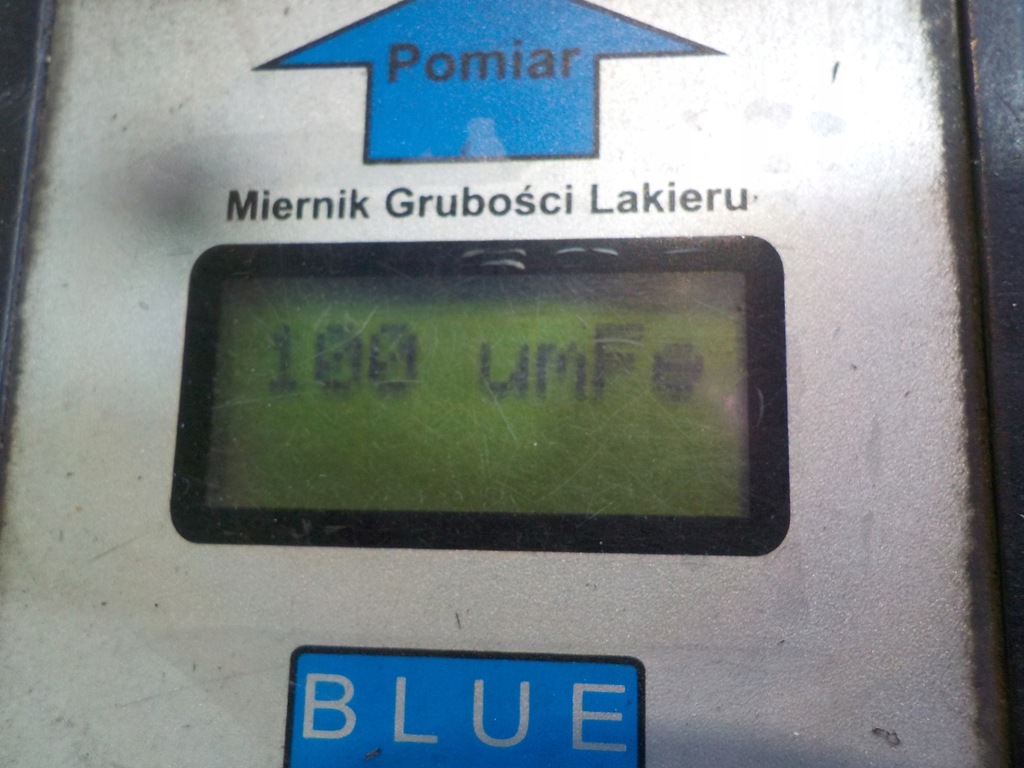 Pomiar
Miernik Grubości Lakieru
100 umFe
BLUE